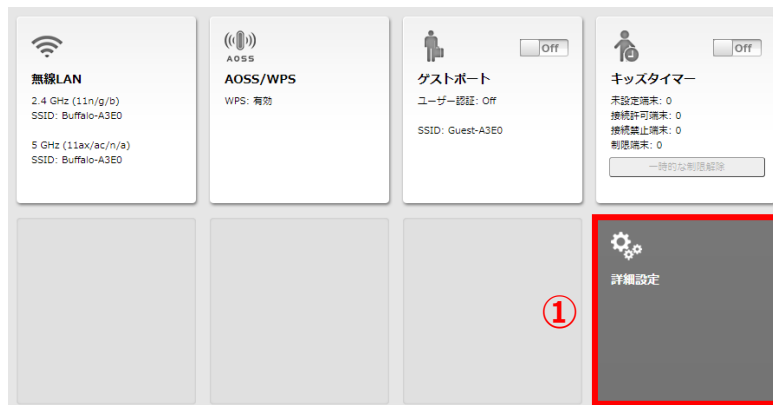 無線LAN
2.4 GHz (11n/g/b)
SSID: Buffalo-A3E0
5 GHz (11ax/ac/n/a)
SSID: Buffalo-A3E0
AOSS
AOSS/WPS
WPS: 有効
Off
ゲストポート
ユーザー認証: Off
SSID: Guest-A3E0
Off
キッズタイマー
未設定端末: 0
接続許可端末: 0
接続禁止端末: 0
制限端末: 0
一時的な制限解除
①
詳細設定